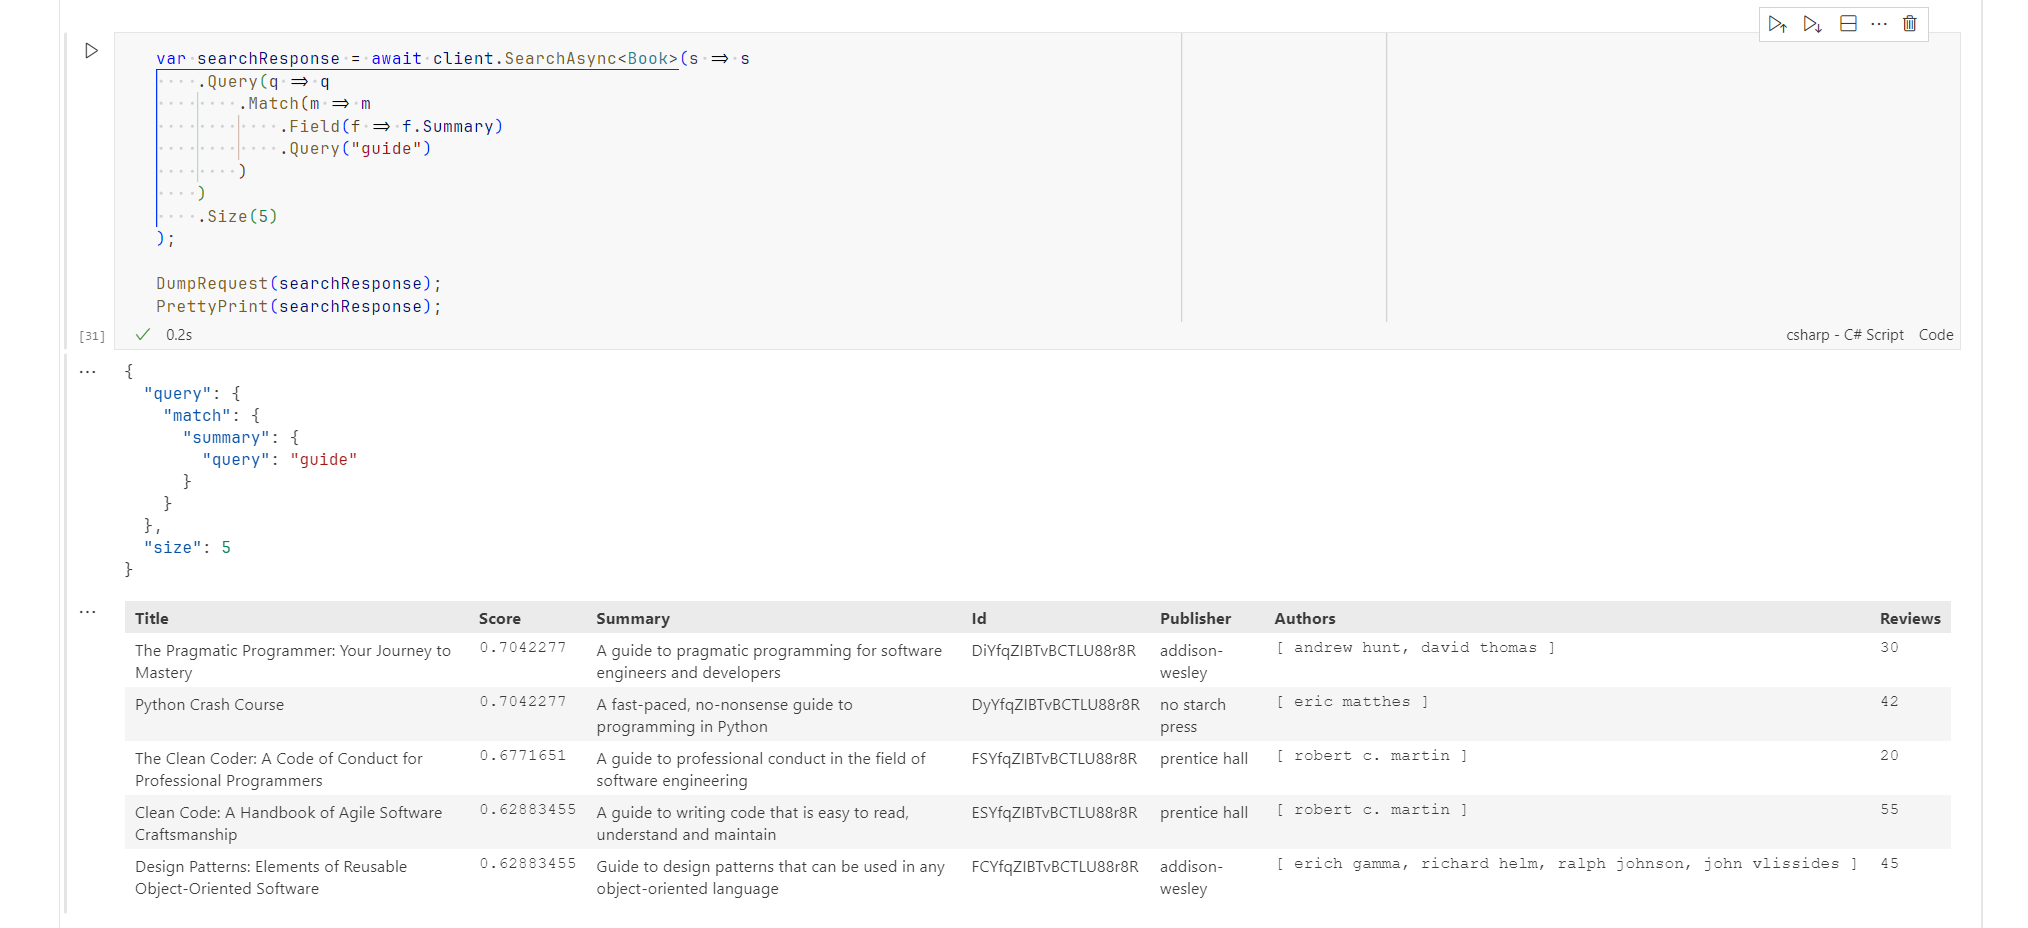 var searchResponse = await client.SearchAsync<Book>(s => s
    .Query(q => q
        .Match(m => m
            .Field(f => f.Summary)
            .Query("guide")
        )
    )
    .Size(5)
);
DumpRequest(searchResponse);
PrettyPrint(searchResponse);
[31] 0.2s csharp - C# Script Code
{
  "query": {
    "match": {
      "summary": {
        "query": "guide"
      }
    }
  },
  "size": 5
}
Title Score Summary Id Publisher Authors Reviews
The Pragmatic Programmer: Your Journey to 0.7042277 A guide to pragmatic programming for software DiYfqZIBTvBCTLU88r8R addison- [ andrew hunt, david thomas ] 30
Mastery engineers and developers wesley
Python Crash Course 0.7042277 A fast-paced, no-nonsense guide to DyYfqZIBTvBCTLU88r8R no starch [ eric matthes ] 42
programming in Python press
The Clean Coder: A Code of Conduct for 0.6771651 A guide to professional conduct in the field of FSYfqZIBTvBCTLU88r8R prentice hall [ robert c. martin ] 20
Professional Programmers software engineering
Clean Code: A Handbook of Agile Software 0.62883455 A guide to writing code that is easy to read, ESYfqZIBTvBCTLU88r8R prentice hall [ robert c. martin ] 55
Craftsmanship understand and maintain
Design Patterns: Elements of Reusable 0.62883455 Guide to design patterns that can be used in any FCYfqZIBTvBCTLU88r8R addison- [ erich gamma, richard helm, ralph johnson, john vlissides ] 45
Object-Oriented Software object-oriented language wesley